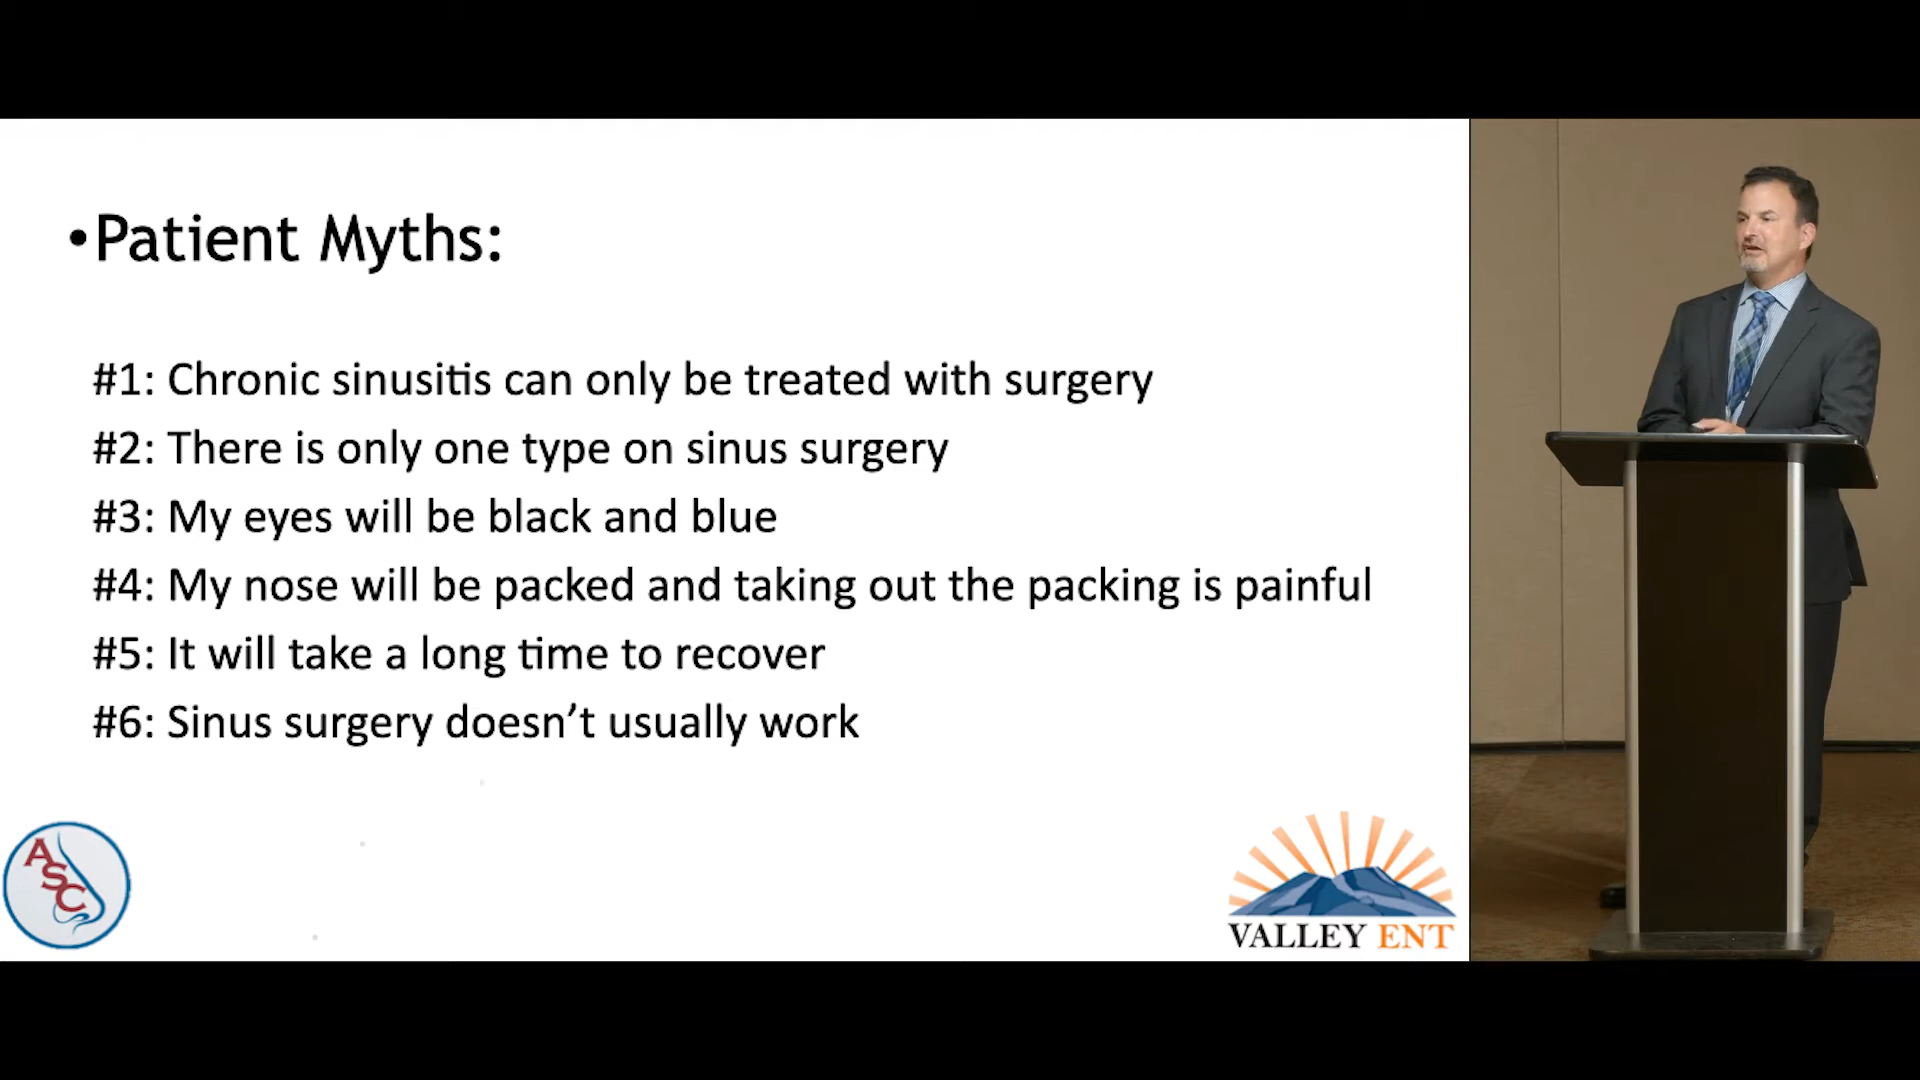 •Patient Myths:
#1: Chronic sinusitis can only be treated with surgery
#2: There is only one type on sinus surgery
#3: My eyes will be black and blue
#4: My nose will be packed and taking out the packing is painful
#5: It will take a long time to recover
#6: Sinus surgery doesn’t usually work
ASC
VALLEY ENT